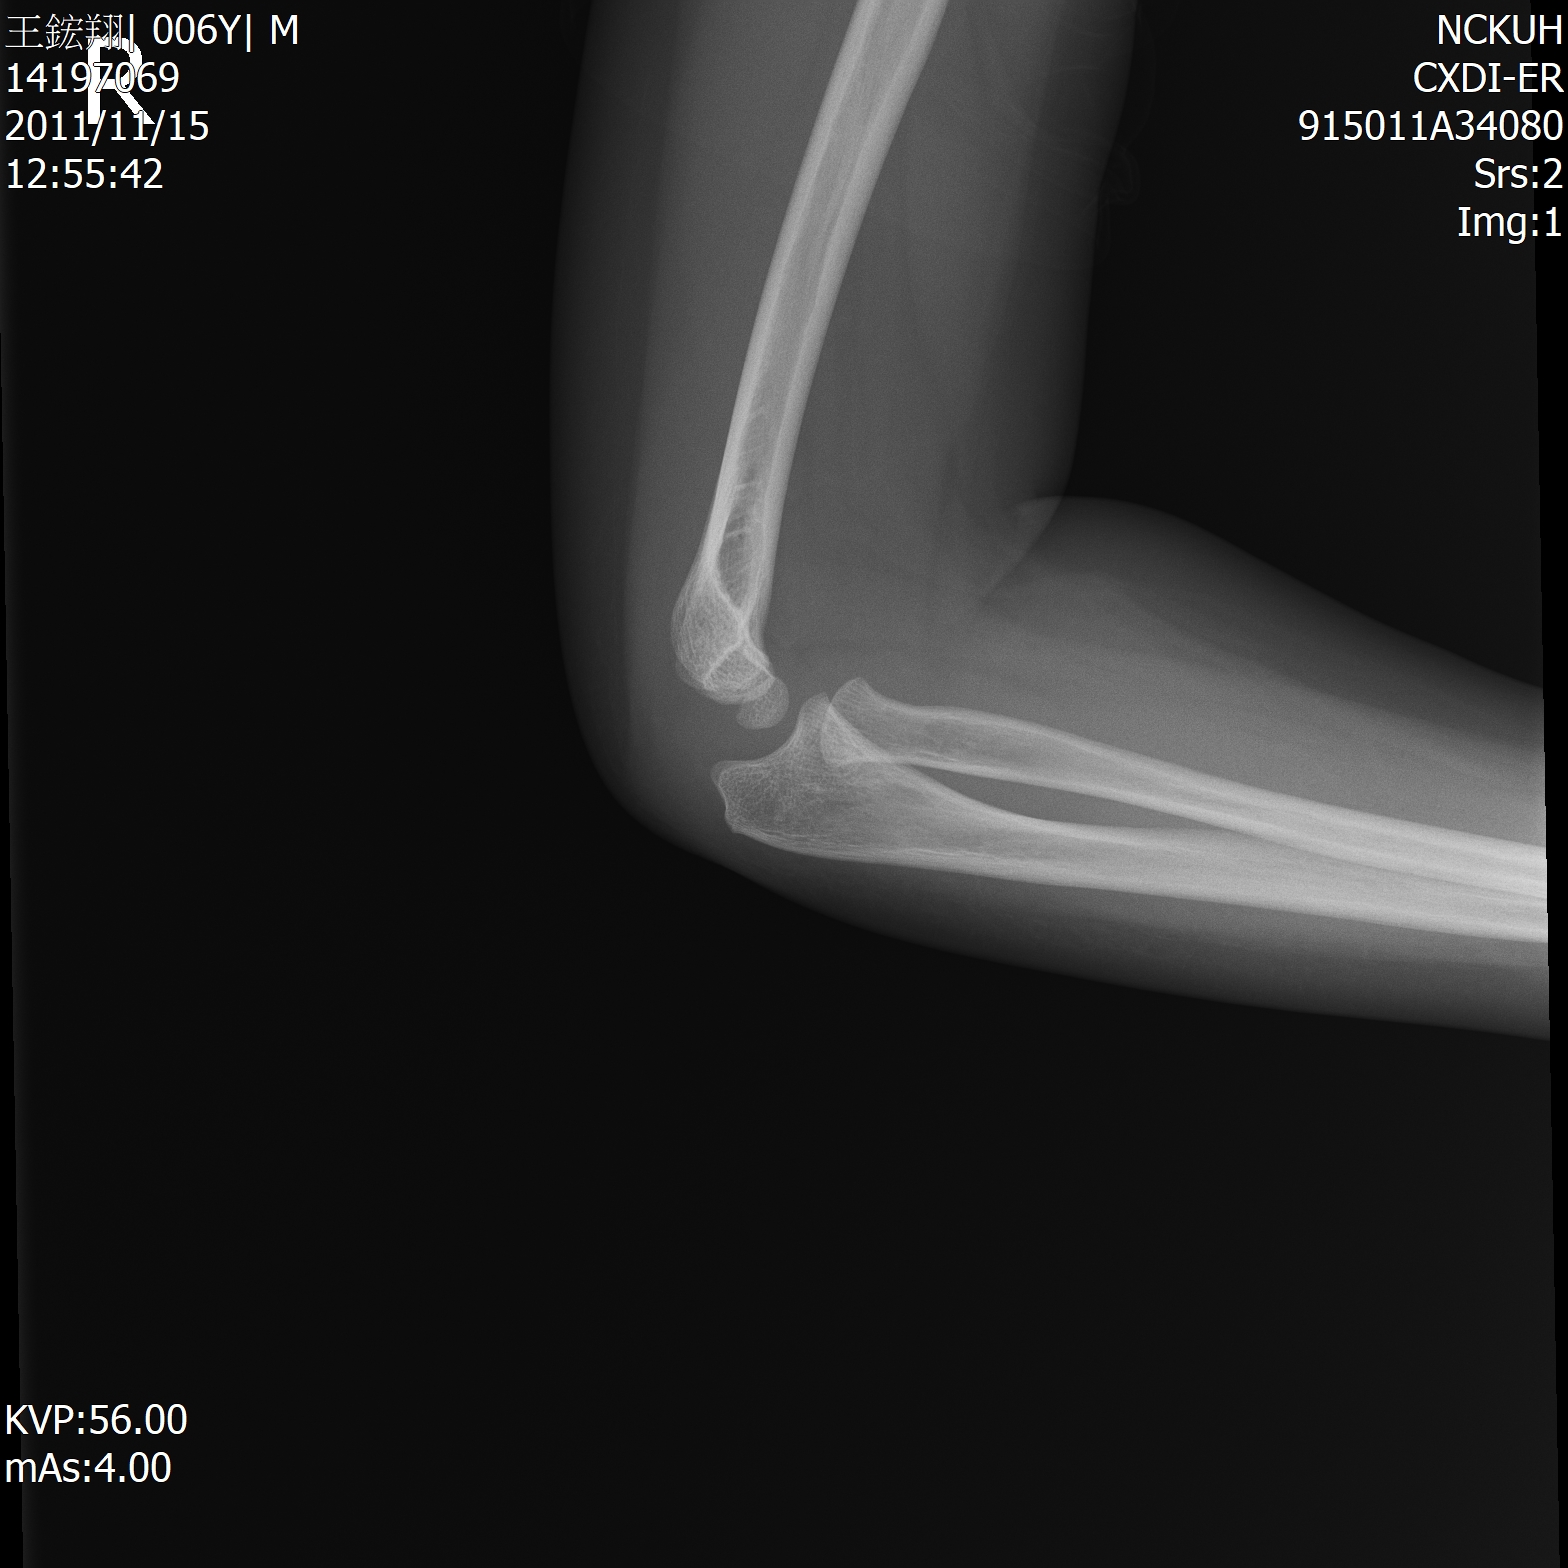 王鋐翔| 006Y| M
R
14197069
2011/11/15
12:55:42
NCKUH
CXDI-ER
915011A34080
Srs:2
Img:1
KVP:56.00
mAs:4.00